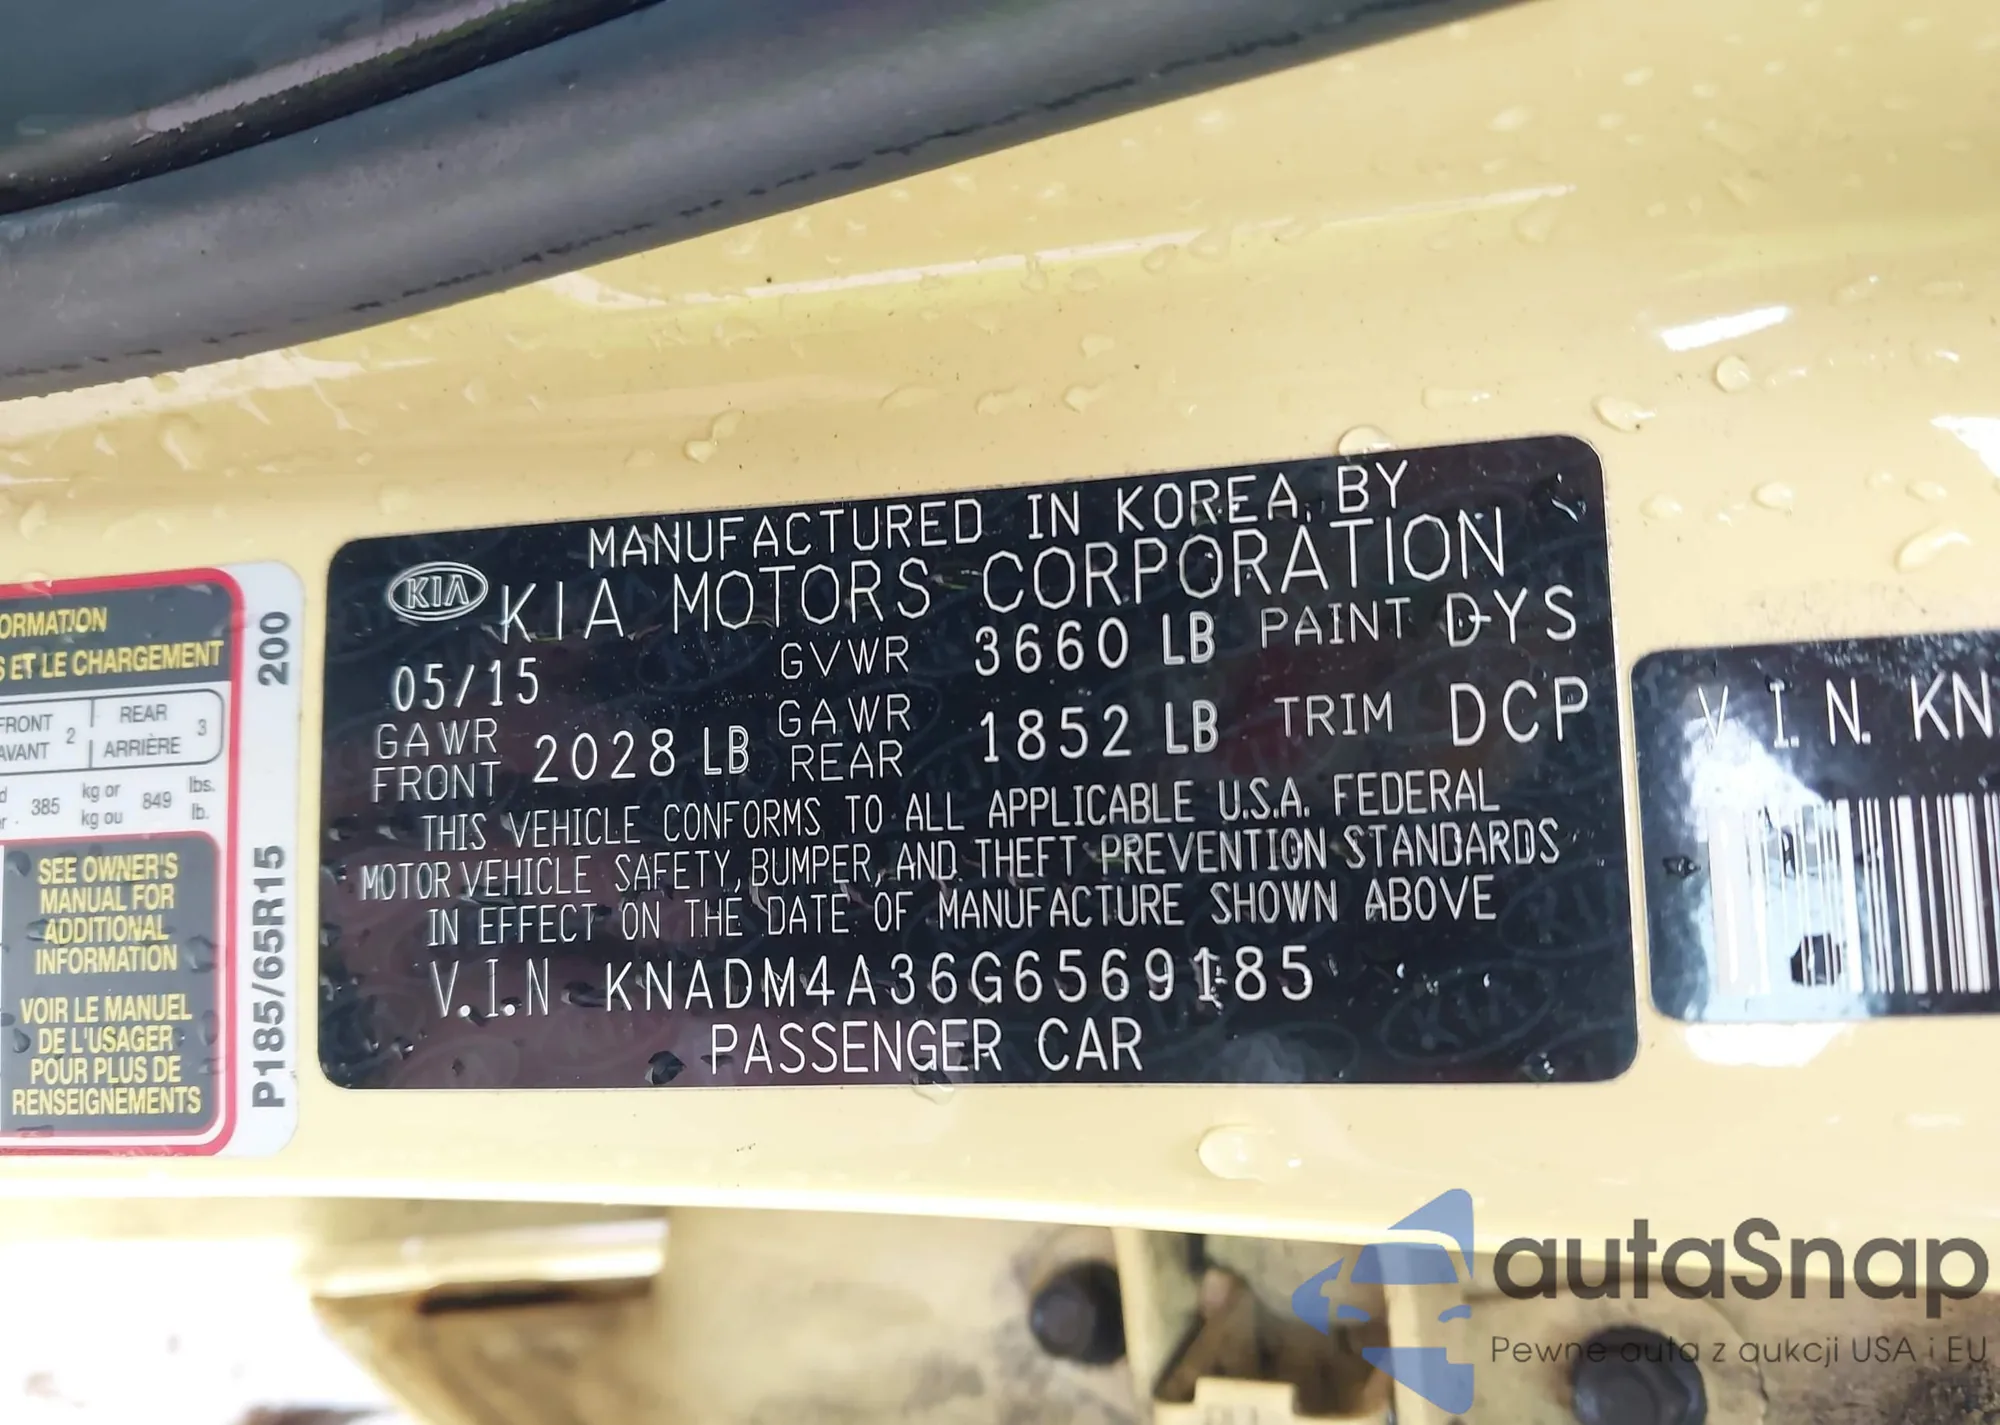 ORMATION
S ET LE CHARGEMENT
FRONT 2 REAR 3
AVANT ARRIÈRE
385 kg or 849 lbs.
kg ou lb.
SEE OWNER'S
MANUAL FOR
ADDITIONAL
INFORMATION
VOIR LE MANUEL
DE L'USAGER
POUR PLUS DE
RENSEIGNEMENTS
P185/65R15 200
MANUFACTURED IN KOREA BY
KIA KIA MOTORS CORPORATION
05/15 GVWR 3660 LB PAINT DYS
GAWR FRONT 2028 LB GAWR REAR 1852 LB TRIM DCP
THIS VEHICLE CONFORMS TO ALL APPLICABLE U.S.A. FEDERAL
MOTOR VEHICLE SAFETY, BUMPER, AND THEFT PREVENTION STANDARDS
IN EFFECT ON THE DATE OF MANUFACTURE SHOWN ABOVE
V.I.N KNADM4A36G6569185
PASSENGER CAR
V.I.N. KN
autaSnap
Pewne auta z aukcji USA i EU